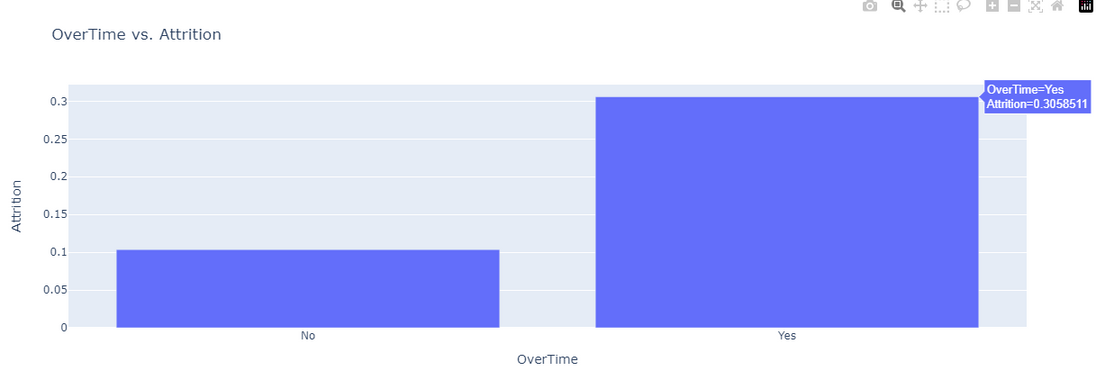 OverTime vs. Attrition
OverTime=Yes
Attrition=0.3058511
0.3
0.25
0.2
0.15
0.1
0.05
0
Attrition
No
Yes
OverTime